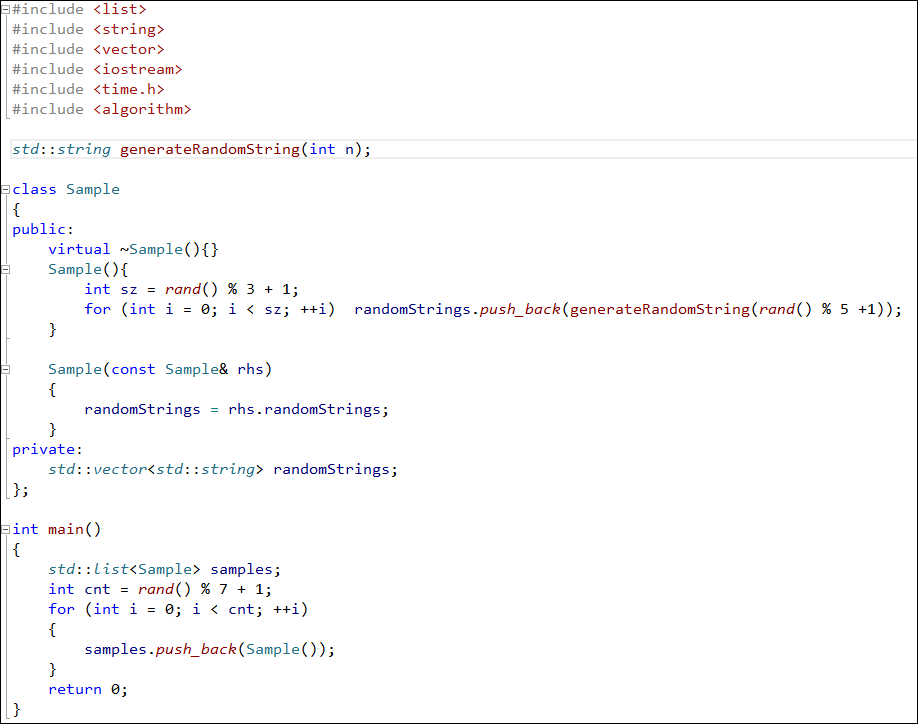 #include <list>
#include <string>
#include <vector>
#include <iostream>
#include <time.h>
#include <algorithm>
std::string generateRandomString(int n);
class Sample
{
public:
    virtual ~Sample(){}
    Sample(){
        int sz = rand() % 3 + 1;
        for (int i = 0; i < sz; ++i)  randomStrings.push_back(generateRandomString(rand() % 5 +1));
    }
    Sample(const Sample& rhs)
    {
        randomStrings = rhs.randomStrings;
    }
private:
    std::vector<std::string> randomStrings;
};
int main()
{
    std::list<Sample> samples;
    int cnt = rand() % 7 + 1;
    for (int i = 0; i < cnt; ++i)
    {
        samples.push_back(Sample());
    }
    return 0;
}